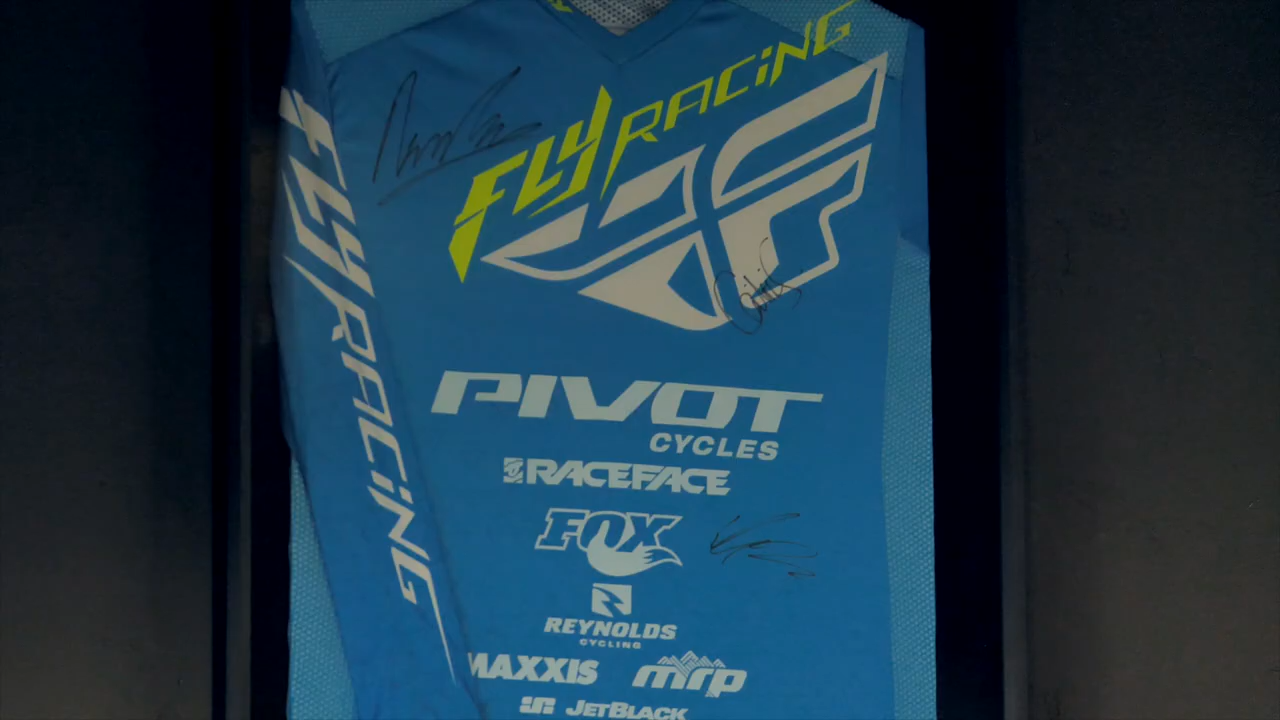 FLY RACING
FLY RACING
PIVOT
CYCLES
RACEFACE
FOX
REYNOLDS
CYCLING
MAXXIS
mrp
JETBLACK